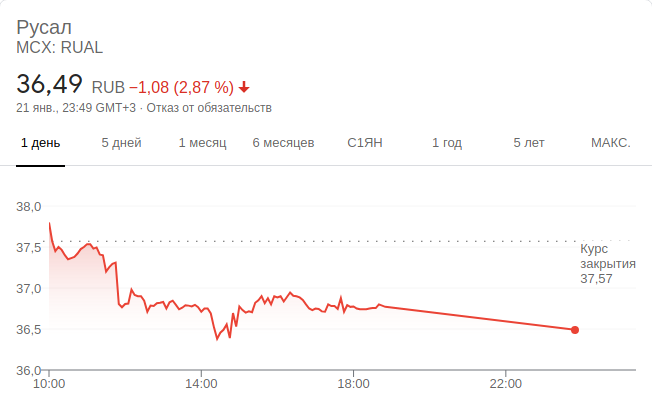 Русал
MCX: RUAL
36,49 RUB −1,08 (2,87 %)
21 янв., 23:49 GMT+3 · Отказ от обязательств
1 день 5 дней 1 месяц 6 месяцев С1ЯН 1 год 5 лет МАКС.
38,0
37,5
37,0
36,5
36,0
Курс
закрытия
37,57
10:00 14:00 18:00 22:00